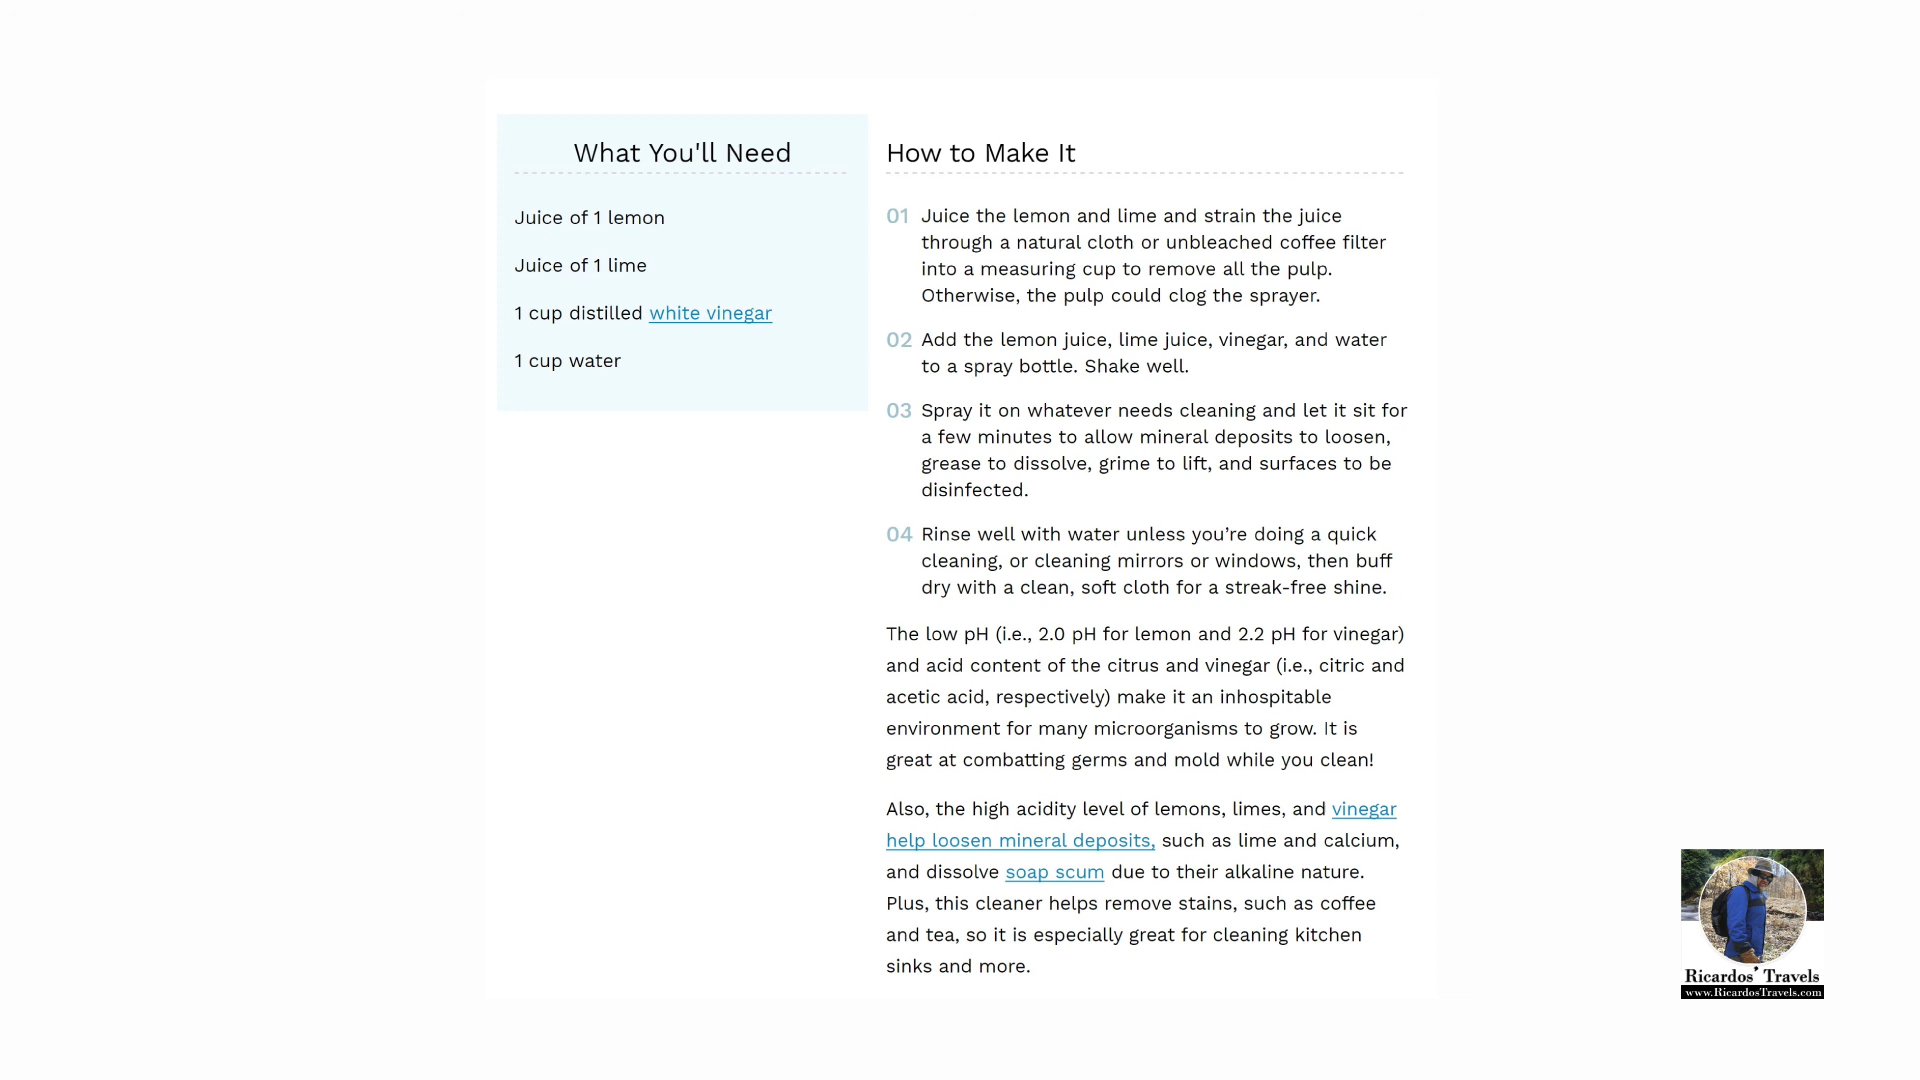 What You'll Need
Juice of 1 lemon
Juice of 1 lime
1 cup distilled white vinegar
1 cup water
How to Make It
01 Juice the lemon and lime and strain the juice
through a natural cloth or unbleached coffee filter
into a measuring cup to remove all the pulp.
Otherwise, the pulp could clog the sprayer.
02 Add the lemon juice, lime juice, vinegar, and water
to a spray bottle. Shake well.
03 Spray it on whatever needs cleaning and let it sit for
a few minutes to allow mineral deposits to loosen,
grease to dissolve, grime to lift, and surfaces to be
disinfected.
04 Rinse well with water unless you’re doing a quick
cleaning, or cleaning mirrors or windows, then buff
dry with a clean, soft cloth for a streak-free shine.
The low pH (i.e., 2.0 pH for lemon and 2.2 pH for vinegar)
and acid content of the citrus and vinegar (i.e., citric and
acetic acid, respectively) make it an inhospitable
environment for many microorganisms to grow. It is
great at combatting germs and mold while you clean!
Also, the high acidity level of lemons, limes, and vinegar
help loosen mineral deposits, such as lime and calcium,
and dissolve soap scum due to their alkaline nature.
Plus, this cleaner helps remove stains, such as coffee
and tea, so it is especially great for cleaning kitchen
sinks and more.
Ricardos’ Travels
www.RicardosTravels.com